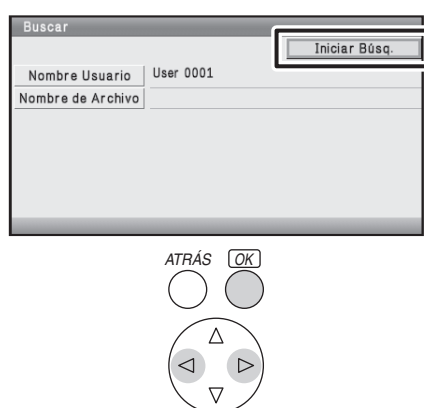 Buscar
Iniciar Búsq.
Nombre Usuario User 0001
Nombre de Archivo
ATRÁS OK